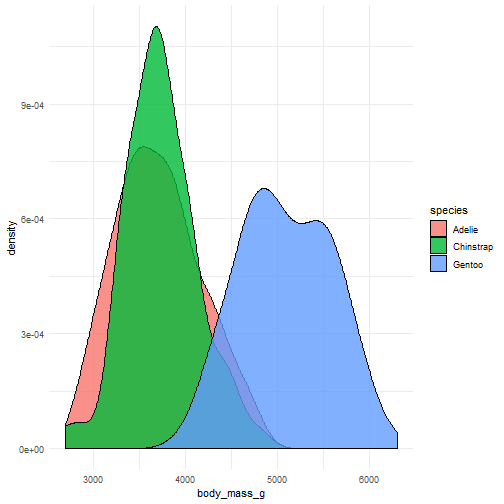 9e-04
6e-04
3e-04
0e+00
density
3000
4000
5000
6000
body_mass_g
species
Adelie
Chinstrap
Gentoo